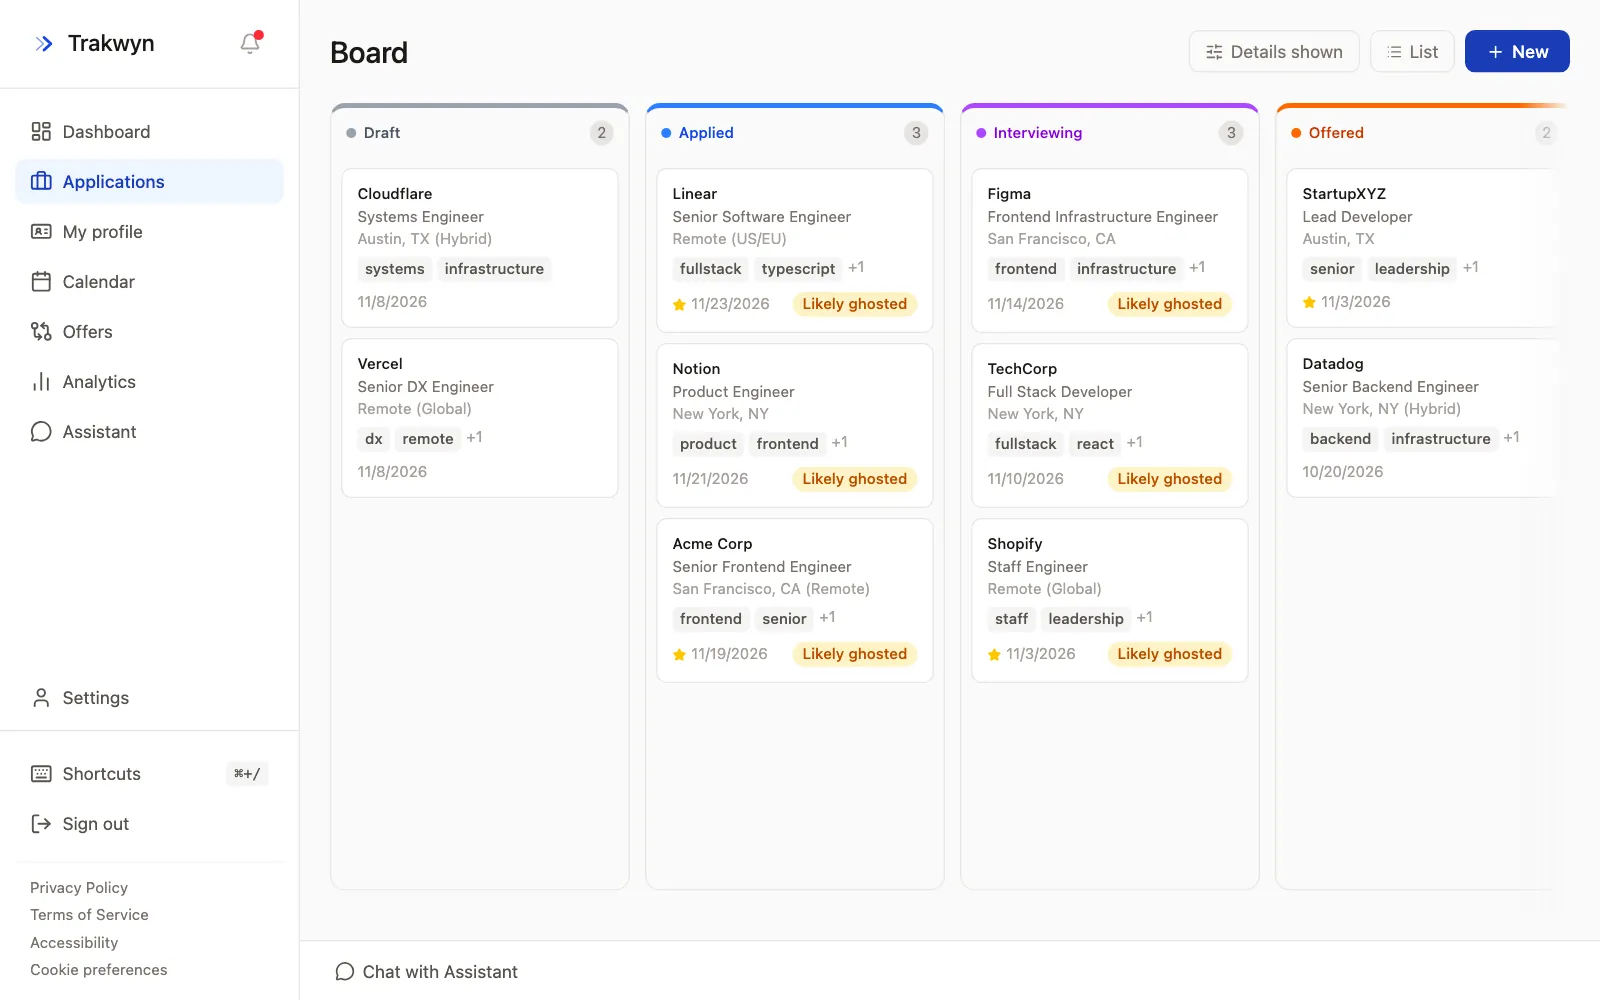 Trakwyn
Dashboard
Applications
My profile
Calendar
Offers
Analytics
Assistant
Settings
Shortcuts ⌘+/
Sign out
Privacy Policy
Terms of Service
Accessibility
Cookie preferences
Board
Details shown
List
+ New
Draft 2
Cloudflare
Systems Engineer
Austin, TX (Hybrid)
systems infrastructure
11/8/2026
Vercel
Senior DX Engineer
Remote (Global)
dx remote +1
11/8/2026
Applied 3
Linear
Senior Software Engineer
Remote (US/EU)
fullstack typescript +1
11/23/2026 Likely ghosted
Notion
Product Engineer
New York, NY
product frontend +1
11/21/2026 Likely ghosted
Acme Corp
Senior Frontend Engineer
San Francisco, CA (Remote)
frontend senior +1
11/19/2026 Likely ghosted
Interviewing 3
Figma
Frontend Infrastructure Engineer
San Francisco, CA
frontend infrastructure +1
11/14/2026 Likely ghosted
TechCorp
Full Stack Developer
New York, NY
fullstack react +1
11/10/2026 Likely ghosted
Shopify
Staff Engineer
Remote (Global)
staff leadership +1
11/3/2026 Likely ghosted
Offered 2
StartupXYZ
Lead Developer
Austin, TX
senior leadership +1
11/3/2026
Datadog
Senior Backend Engineer
New York, NY (Hybrid)
backend infrastructure +1
10/20/2026
Chat with Assistant